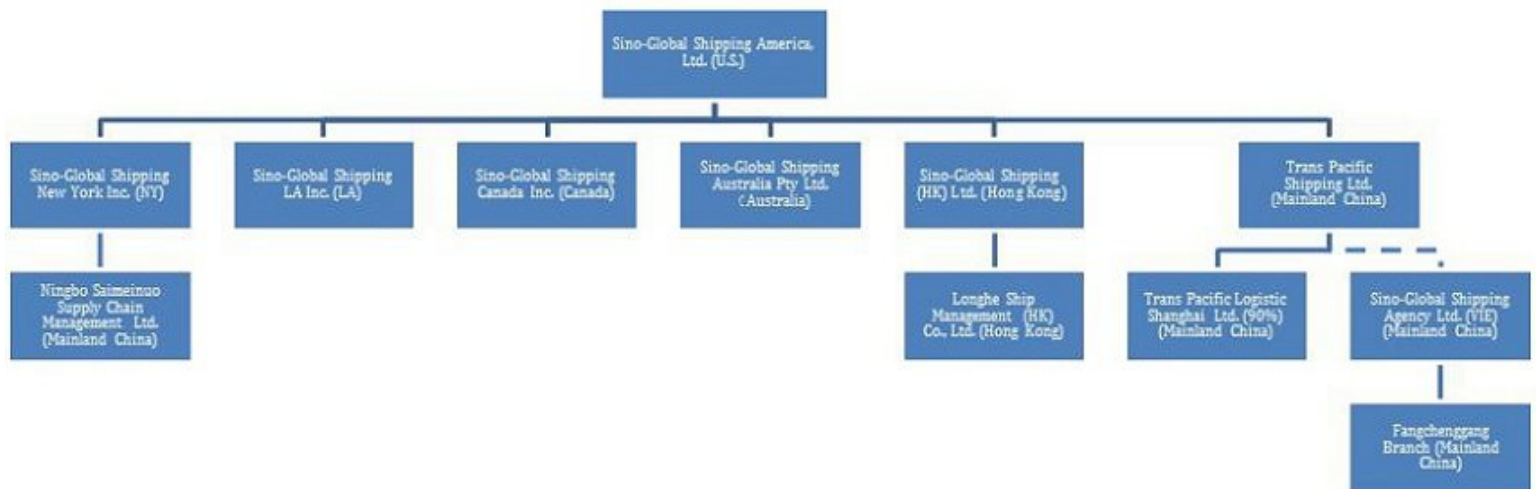 Sino-Global Shipping America,
Ltd. (U.S.)
Sino-Global Shipping
New York Inc. (NY)
Sino-Global Shipping
LA Inc. (LA)
Sino-Global Shipping
Canada Inc. (Canada)
Sino-Global Shipping
Australia Pty Ltd.
(Australia)
Sino-Global Shipping
(HK) Ltd. (Hong Kong)
Trans Pacific
Shipping Ltd.
(Mainland China)
Ningbo Saimeinuo
Supply Chain
Management Ltd.
(Mainland China)
Longhe Ship
Management (HK)
Co., Ltd. (Hong Kong)
Trans Pacific Logistic
Shanghai Ltd. (90%)
(Mainland China)
Sino-Global Shipping
Agency Ltd. (VIE)
(Mainland China)
Fangchenggang
Branch (Mainland
China)